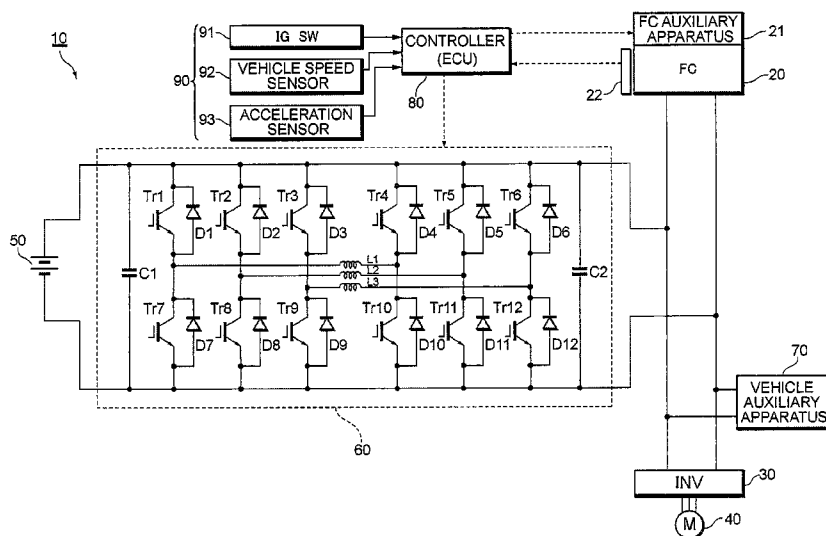 10
90
91
IG SW
92
VEHICLE SPEED
SENSOR
93
ACCELERATION
SENSOR
CONTROLLER
(ECU)
80
FC AUXILIARY
APPARATUS
21
FC
20
22
50
C1
Tr1
D1
Tr2
D2
Tr3
D3
Tr4
D4
Tr5
D5
Tr6
D6
L1
L2
L3
C2
Tr7
D7
Tr8
D8
Tr9
D9
Tr10
D10
Tr11
D11
Tr12
D12
60
70
VEHICLE
AUXILIARY
APPARATUS
INV
30
M
40